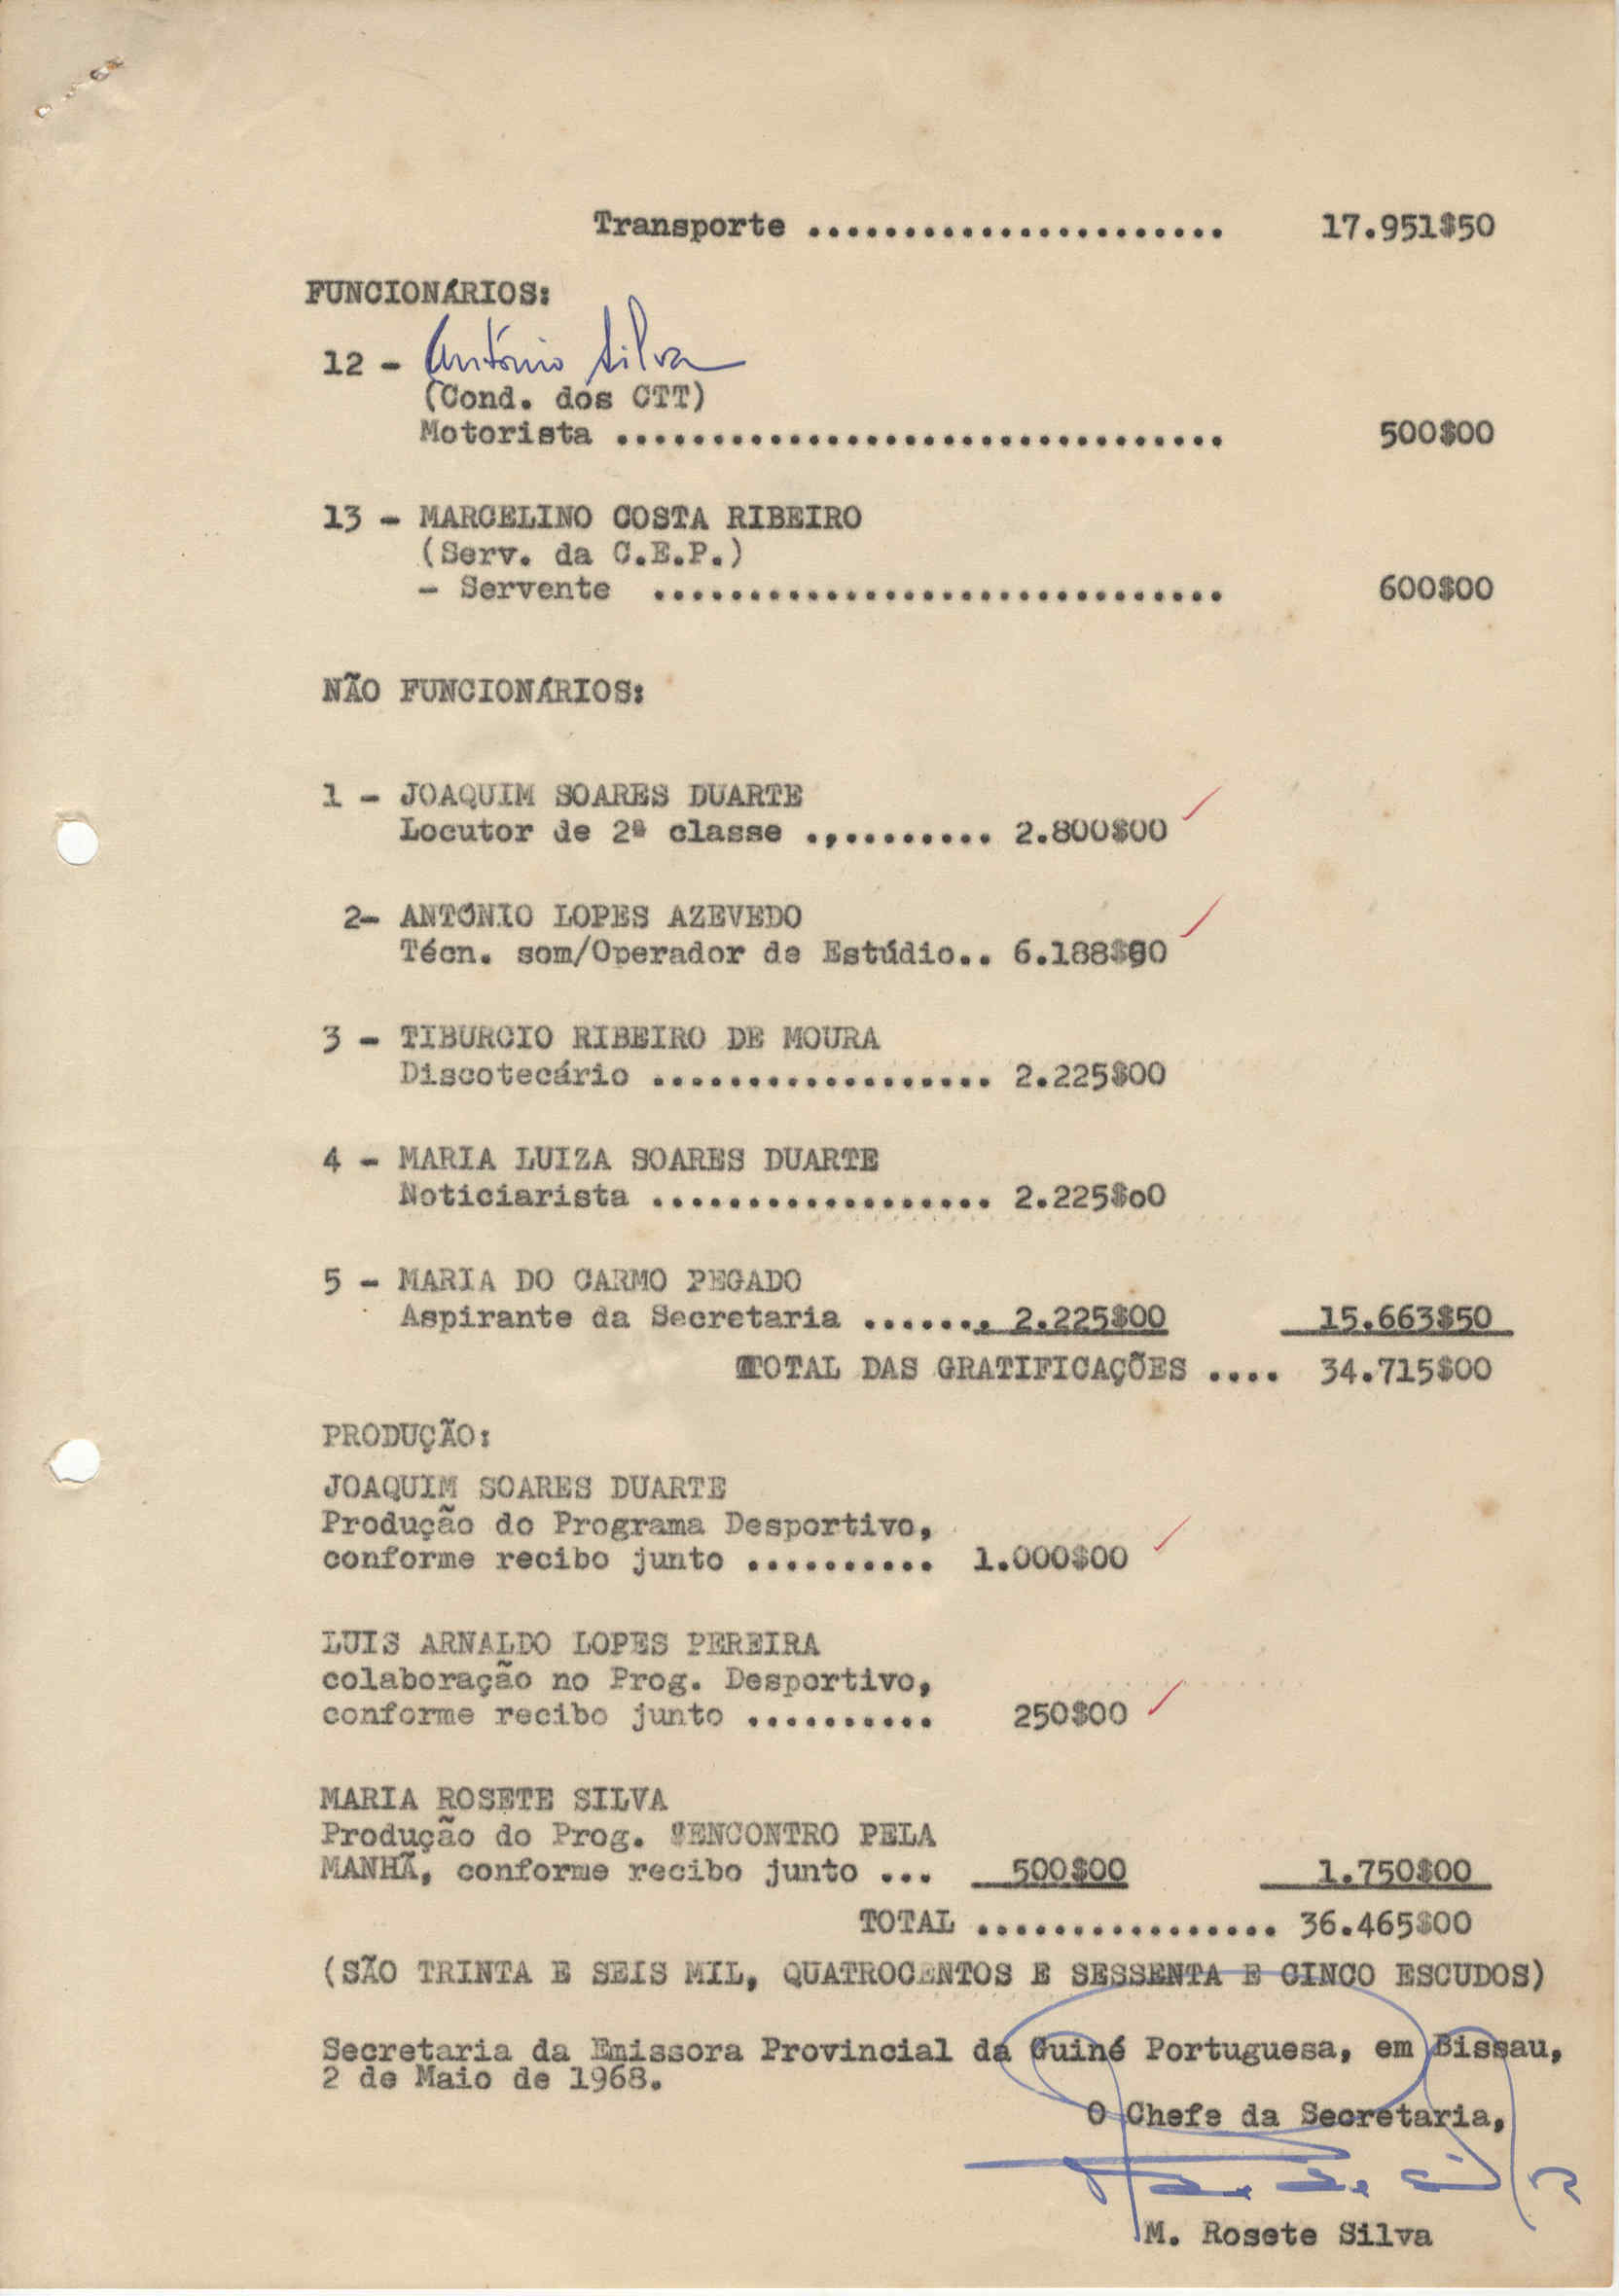 Transporte ...................... 17.951$50
FUNCIONÁRIOS:
12 - António Silva
(Cond. dos CTT)
Motorista ................................ 500$00
13 - MARCELINO COSTA RIBEIRO
(Serv. da C.E.P.)
- Servente .............................. 600$00
NÃO FUNCIONÁRIOS:
1 - JOAQUIM SOARES DUARTE
Locutor de 2ª classe .,........ 2.800$00
2- ANTÓNIO LOPES AZEVEDO
Técn. som/Operador de Estúdio.. 
3 - TIBURCIO RIBEIRO DE MOURA
Discotecário .................. 2.225$00
4 - MARIA LUIZA SOARES DUARTE
Noticiarista .................. 2.225$o0
5 - MARIA DO CARMO PEGADO
Aspirante da Secretaria ....... 2.225$00 15.663$50
TOTAL DAS GRATIFICAÇÕES .... 34.715$00
PRODUÇÃO:
JOAQUIM SOARES DUARTE
Produção do Programa Desportivo,
conforme recibo junto .......... 1.000$00
LUIS ARNALDO LOPES PEREIRA
colaboração no Prog. Desportivo,
conforme recibo junto .......... 250$00
MARIA ROSETE SILVA
Produção do Prog. "ENCONTRO PELA
MANHÃ, conforme recibo junto ... 500$00 1.750$00
TOTAL ................ 36.465$00
(SÃO TRINTA E SEIS MIL, QUATROCENTOS E SESSENTA E CINCO ESCUDOS)
Secretaria da Emissora Provincial da Guiné Portuguesa, em Bissau,
2 de Maio de 1968.
O Chefe da Secretaria,
M. Rosete Silva